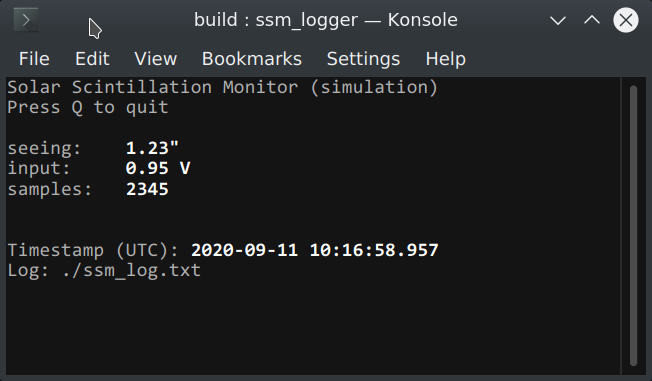 build : ssm_logger — Konsole
File Edit View Bookmarks Settings Help
Solar Scintillation Monitor (simulation)
Press Q to quit
seeing: 1.23"
input: 0.95 V
samples: 2345
Timestamp (UTC): 2020-09-11 10:16:58.957
Log: ./ssm_log.txt